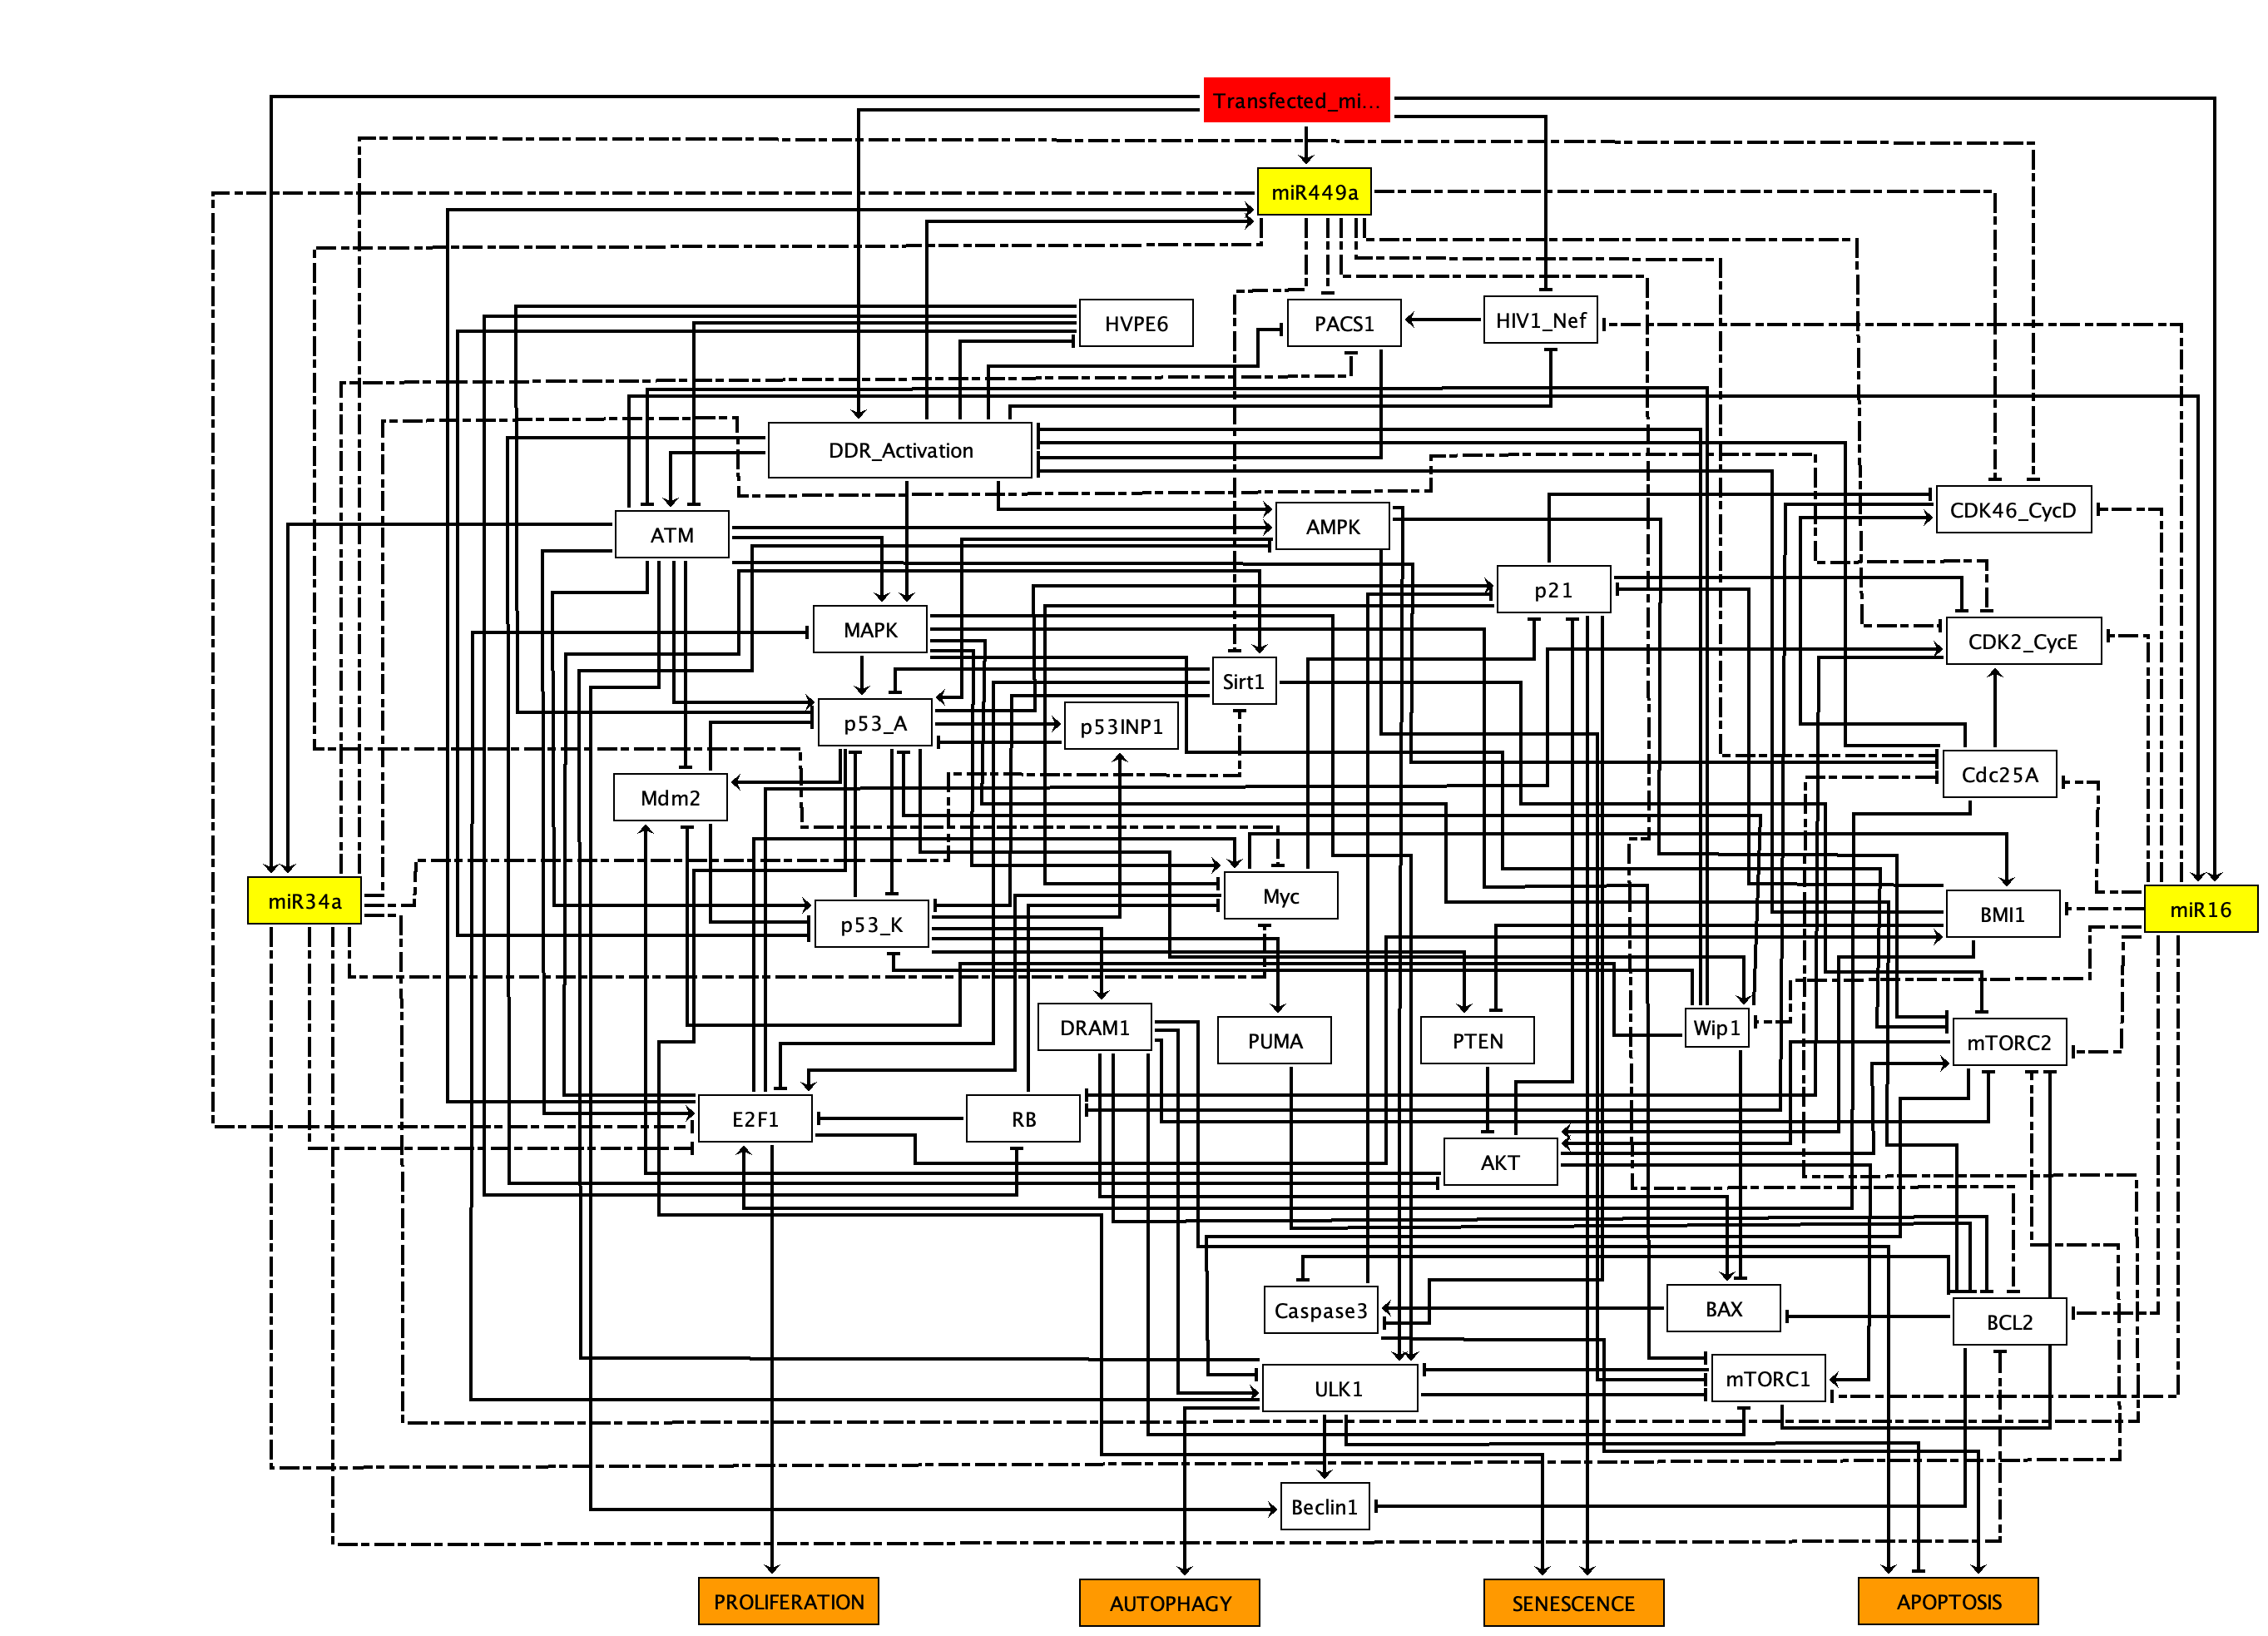 Transfected_mi...
miR449a
HVPE6
PACS1
HIV1_Nef
DDR_Activation
CDK46_CycD
ATM
AMPK
p21
MAPK
CDK2_CycE
Sirt1
p53_A
p53INP1
Cdc25A
Mdm2
miR34a
Myc
miR16
BMI1
p53_K
DRAM1
PUMA
PTEN
Wip1
mTORC2
E2F1
RB
AKT
Caspase3
BAX
BCL2
ULK1
mTORC1
Beclin1
PROLIFERATION
AUTOPHAGY
SENESCENCE
APOPTOSIS